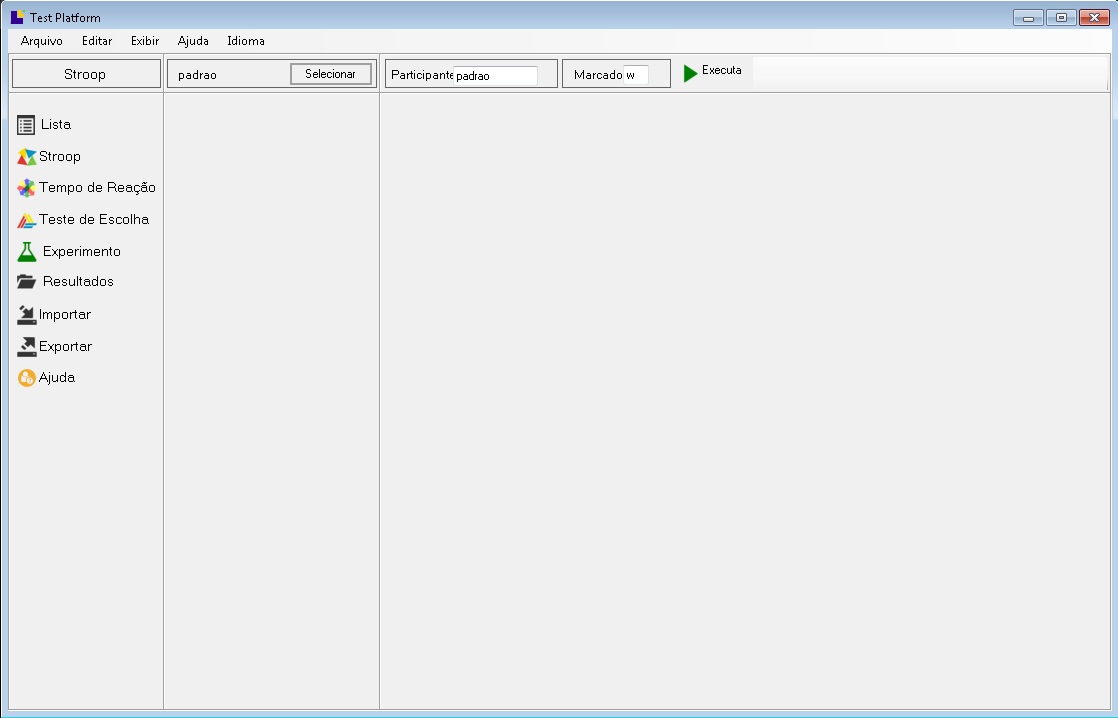 Test Platform
Arquivo Editar Exibir Ajuda Idioma
Stroop padrao Selecionar Participante padrao Marcado w Executa
Lista
Stroop
Tempo de Reação
Teste de Escolha
Experimento
Resultados
Importar
Exportar
Ajuda